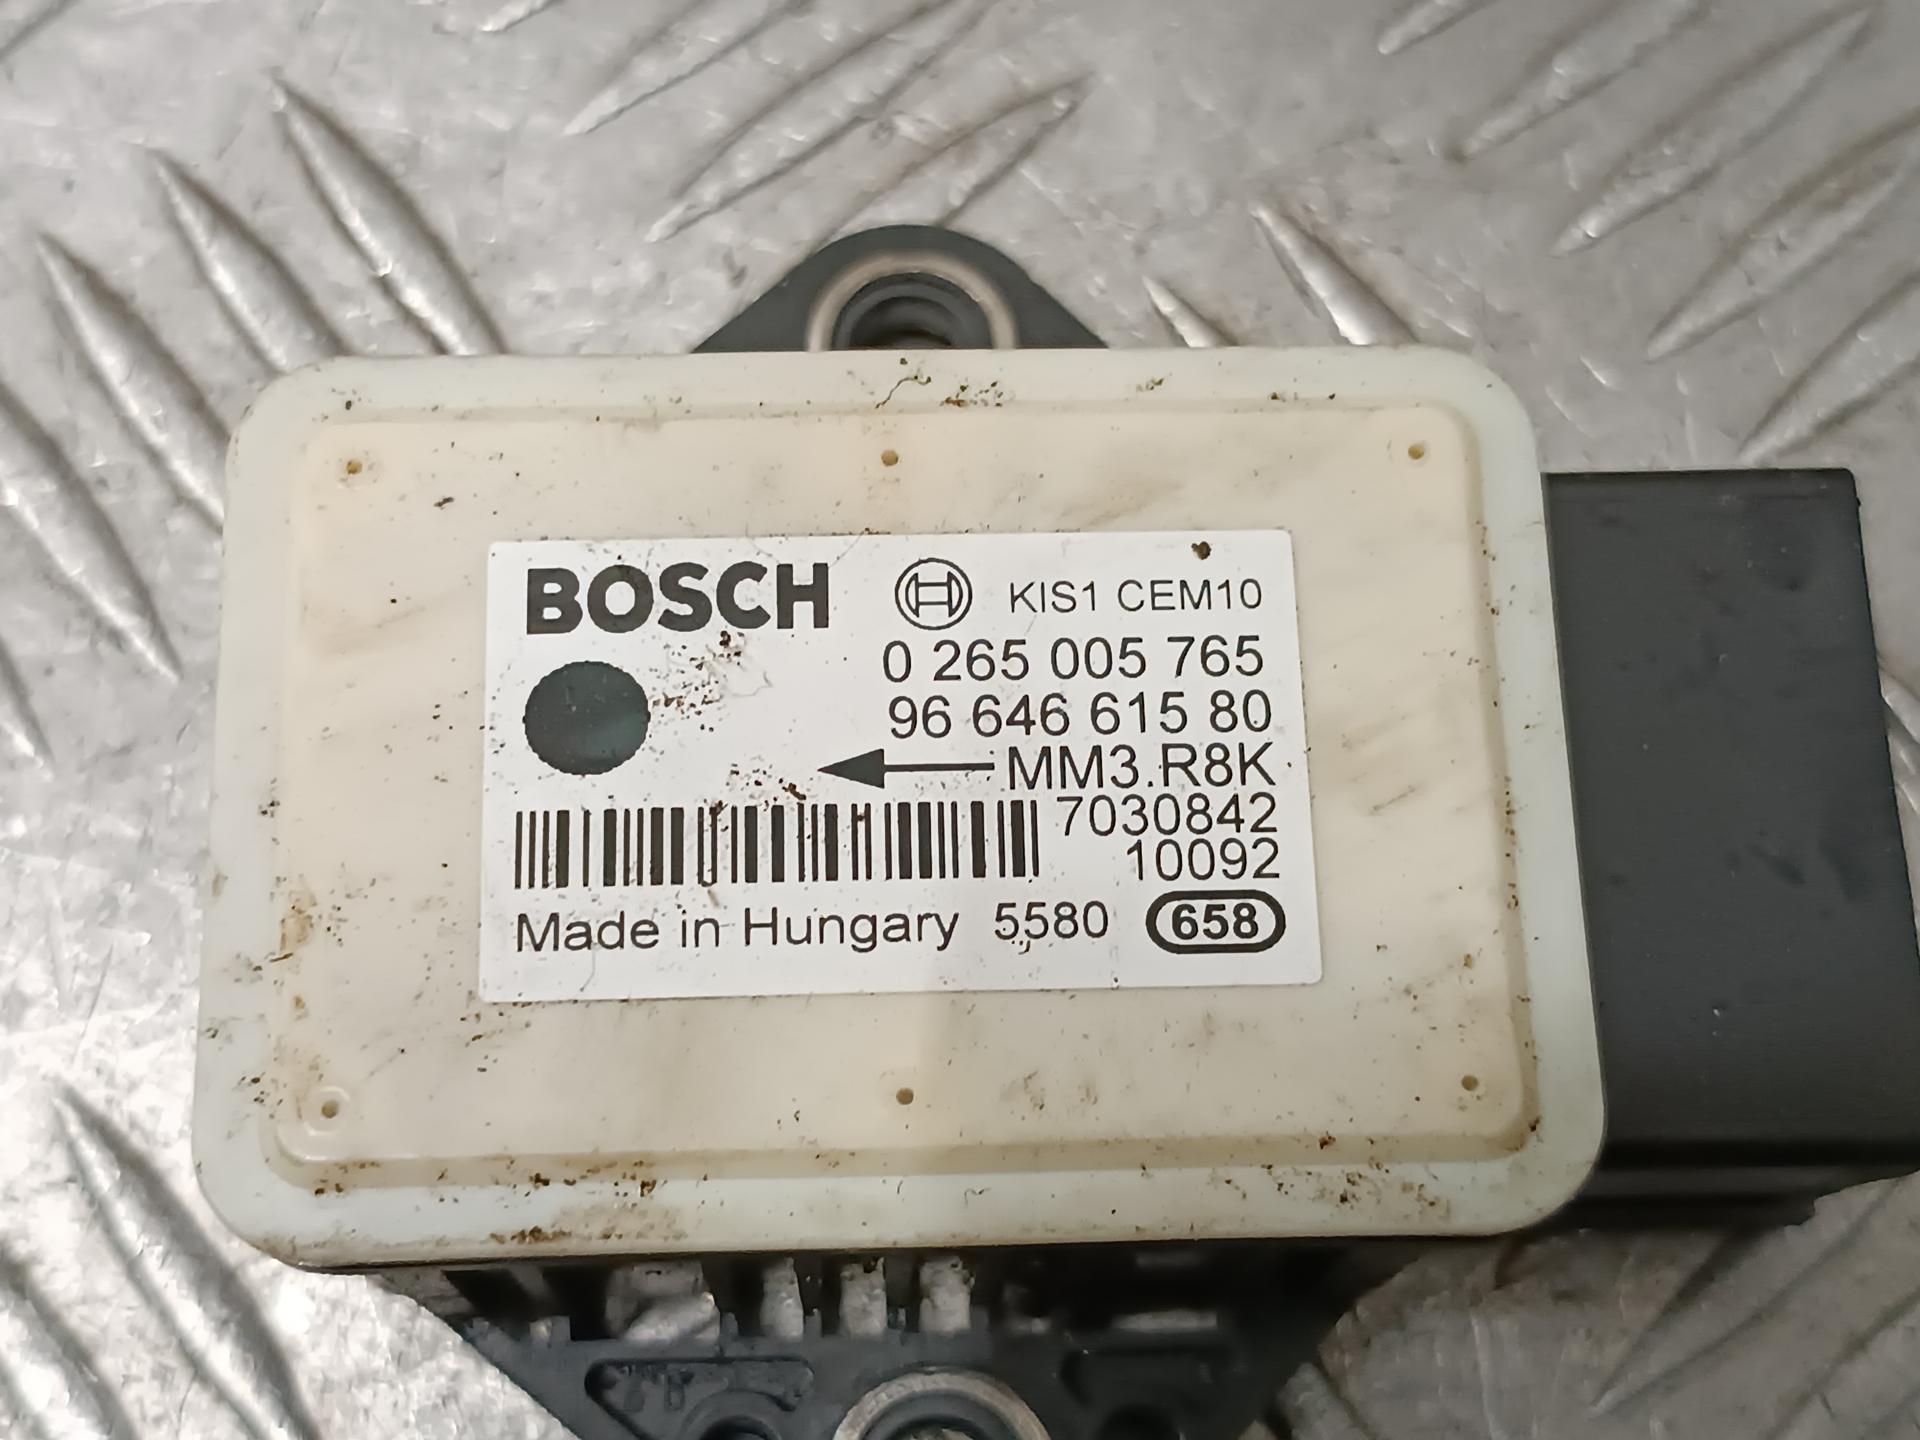 BOSCH KIS1 CEM10
0 265 005 765
96 646 615 80
MM3.R8K
7030842
10092
Made in Hungary 5580 658